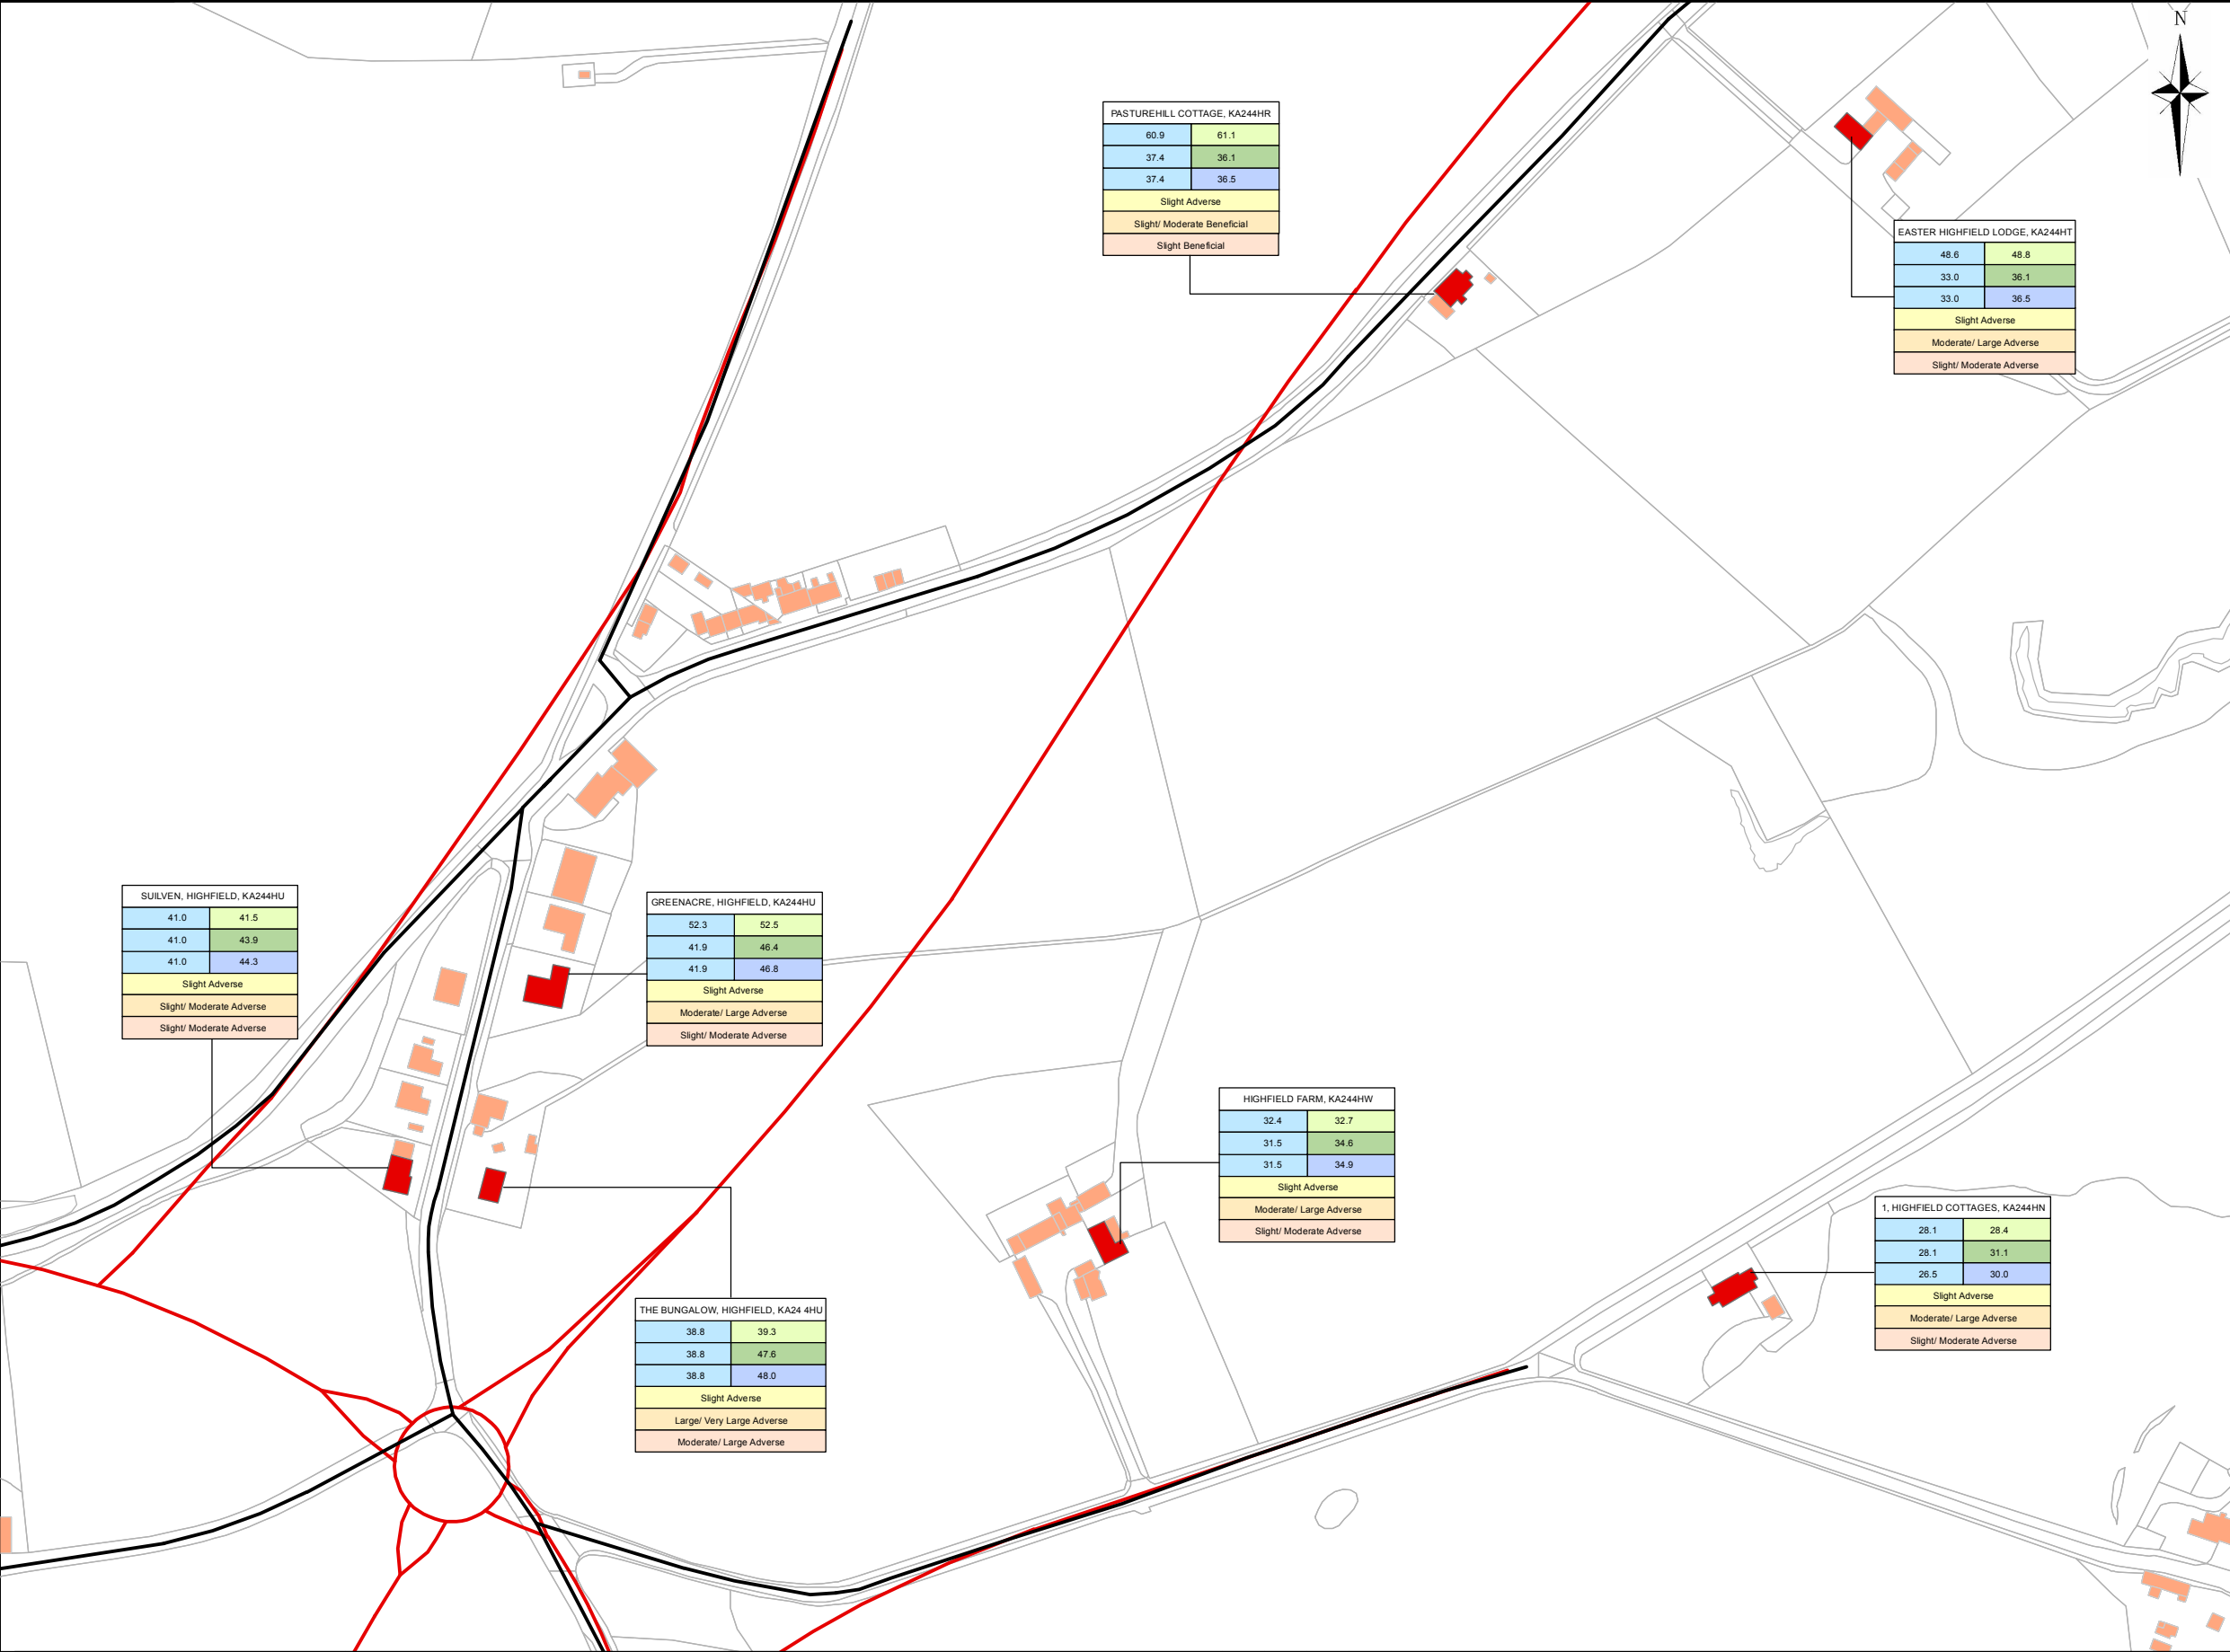 N
PASTUREHILL COTTAGE, KA244HR
60.9 61.1
37.4 36.1
37.4 36.5
Slight Adverse
Slight/ Moderate Beneficial
Slight Beneficial
EASTER HIGHFIELD LODGE, KA244HT
48.6 48.8
33.0 36.1
33.0 36.5
Slight Adverse
Moderate/ Large Adverse
Slight/ Moderate Adverse
SUILVEN, HIGHFIELD, KA244HU
41.0 41.5
41.0 43.9
41.0 44.3
Slight Adverse
Slight/ Moderate Adverse
Slight/ Moderate Adverse
GREENACRE, HIGHFIELD, KA244HU
52.3 52.5
41.9 46.4
41.9 46.8
Slight Adverse
Moderate/ Large Adverse
Slight/ Moderate Adverse
HIGHFIELD FARM, KA244HW
32.4 32.7
31.5 34.6
31.5 34.9
Slight Adverse
Moderate/ Large Adverse
Slight/ Moderate Adverse
1, HIGHFIELD COTTAGES, KA244HN
28.1 28.4
28.1 31.1
26.5 30.0
Slight Adverse
Moderate/ Large Adverse
Slight/ Moderate Adverse
THE BUNGALOW, HIGHFIELD, KA24 4HU
38.8 39.3
38.8 47.6
38.8 48.0
Slight Adverse
Large/ Very Large Adverse
Moderate/ Large Adverse